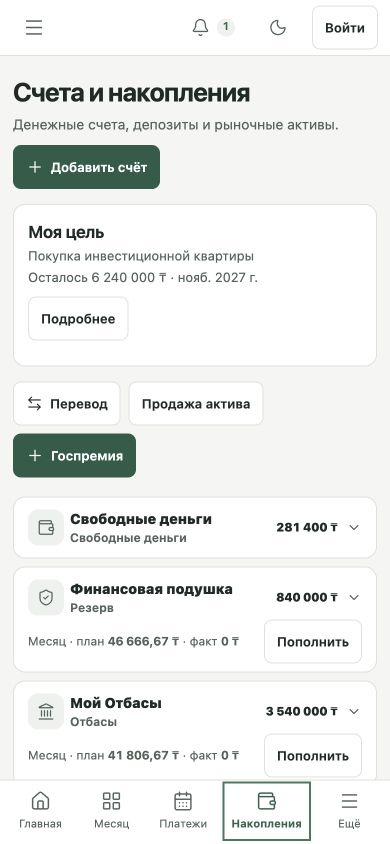 1
Войти
Счета и накопления
Денежные счета, депозиты и рыночные активы.
Добавить счёт
Моя цель
Покупка инвестиционной квартиры
Осталось 6 240 000 ₸ · нояб. 2027 г.
Подробнее
Перевод
Продажа актива
Госпремия
Свободные деньги
281 400 ₸
Свободные деньги
Финансовая подушка
840 000 ₸
Резерв
Месяц · план 46 666,67 ₸ · факт 0 ₸
Пополнить
Мой Отбасы
3 540 000 ₸
Отбасы
Месяц · план 41 806,67 ₸ · факт 0 ₸
Пополнить
Главная
Месяц
Платежи
Накопления
Ещё